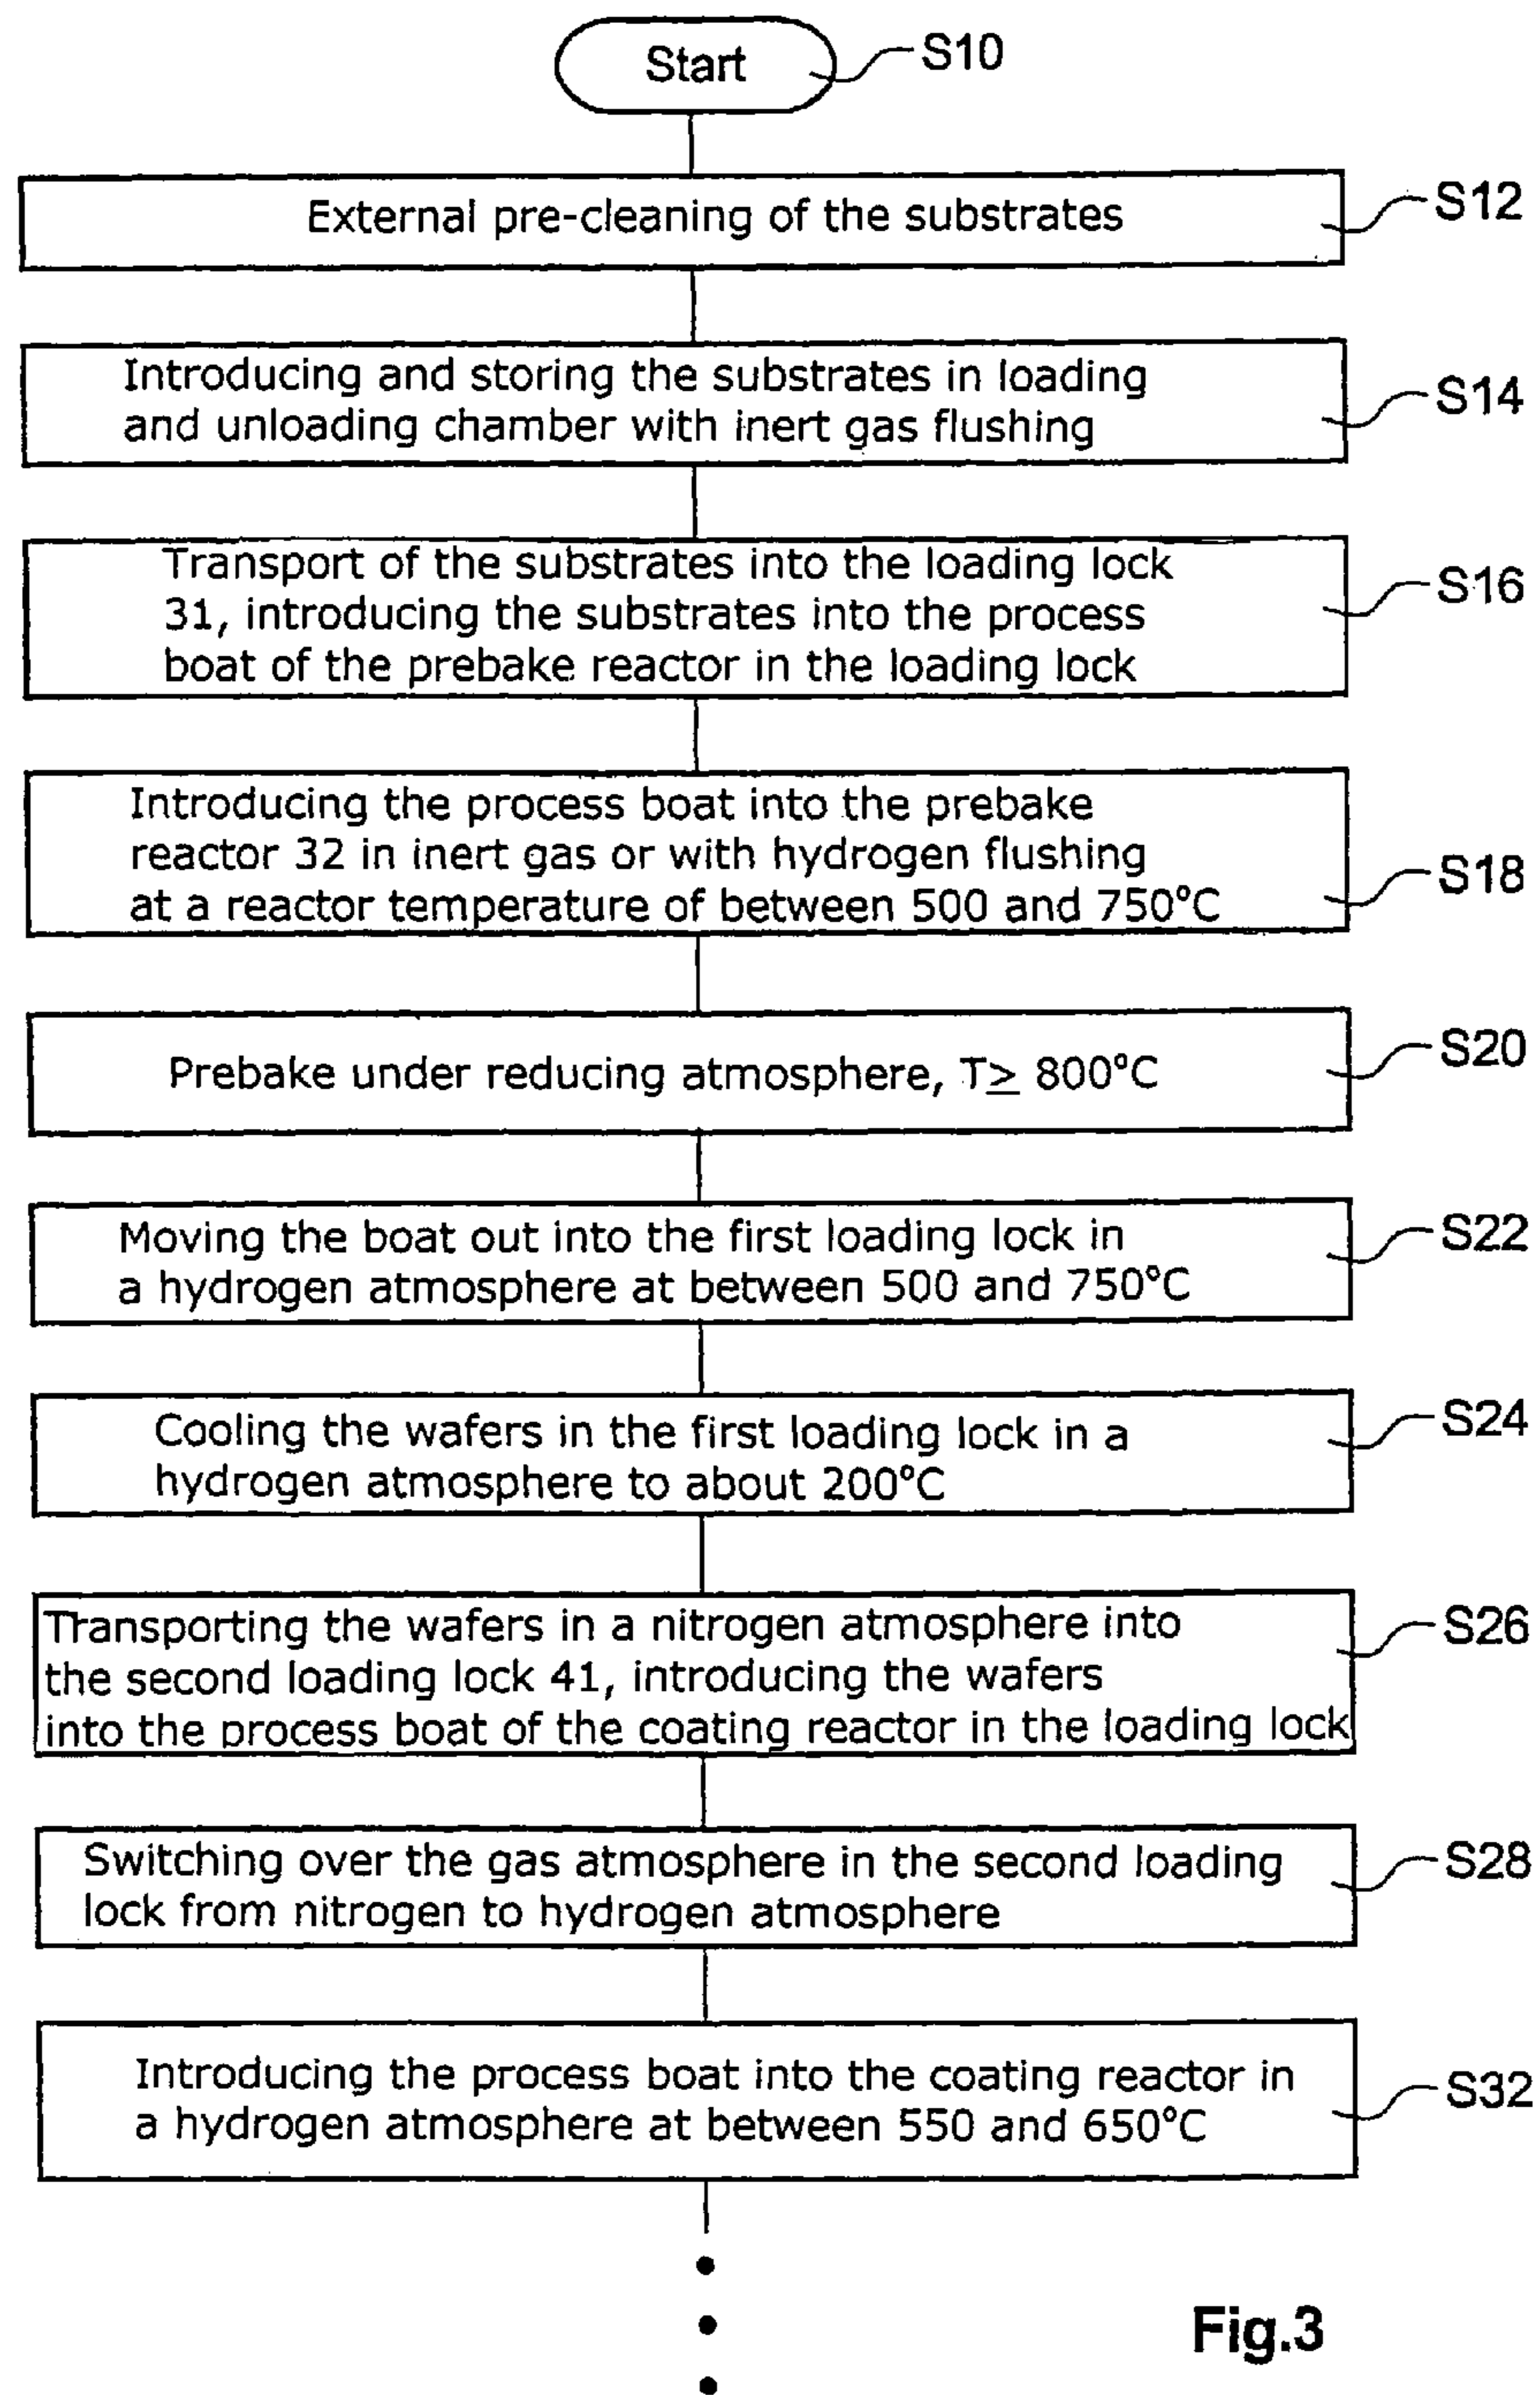 Start
S10
External pre-cleaning of the substrates
S12
Introducing and storing the substrates in loading
and unloading chamber with inert gas flushing
S14
Transport of the substrates into the loading lock
31, introducing the substrates into the process
boat of the prebake reactor in the loading lock
S16
Introducing the process boat into the prebake
reactor 32 in inert gas or with hydrogen flushing
at a reactor temperature of between 500 and 750°C
S18
Prebake under reducing atmosphere, T≥ 800°C
S20
Moving the boat out into the first loading lock in
a hydrogen atmosphere at between 500 and 750°C
S22
Cooling the wafers in the first loading lock in a
hydrogen atmosphere to about 200°C
S24
Transporting the wafers in a nitrogen atmosphere into
the second loading lock 41, introducing the wafers
into the process boat of the coating reactor in the loading lock
S26
Switching over the gas atmosphere in the second loading
lock from nitrogen to hydrogen atmosphere
S28
Introducing the process boat into the coating reactor in
a hydrogen atmosphere at between 550 and 650°C
S32
Fig.3